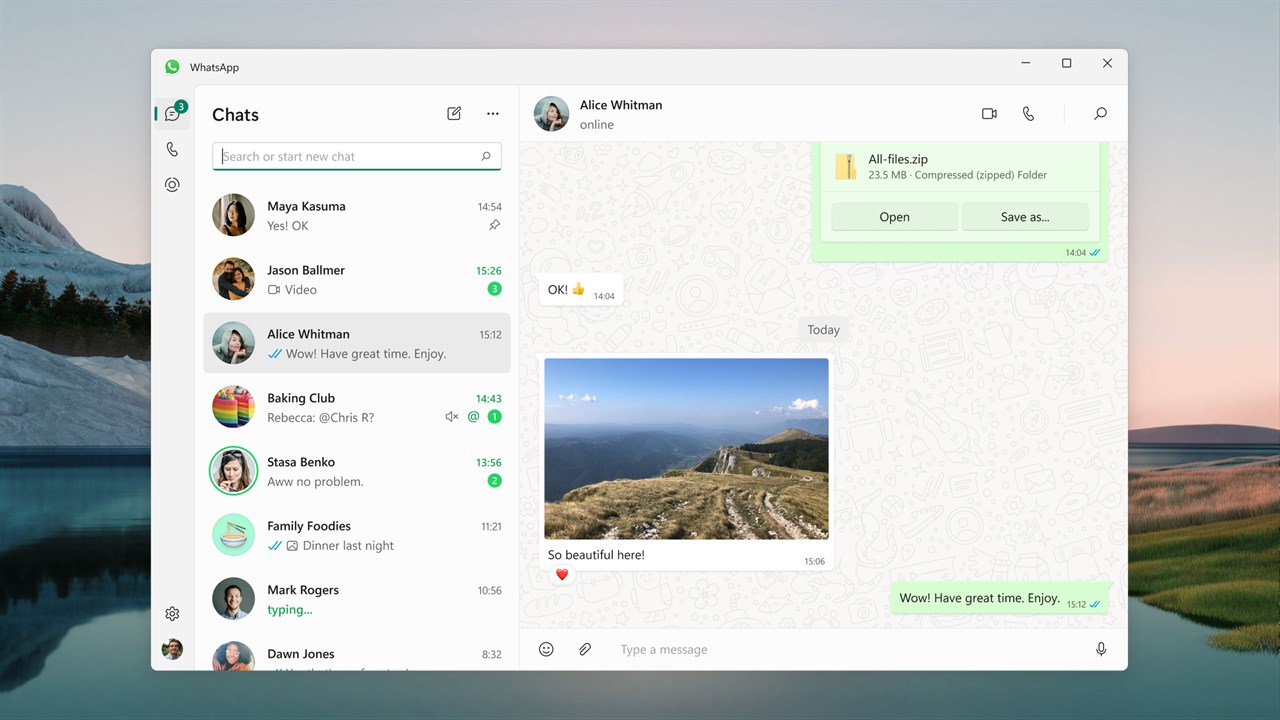 WhatsApp
3
Chats
Search or start new chat
Maya Kasuma 14:54
Yes! OK
Jason Ballmer 15:26
Video 3
Alice Whitman 15:12
Wow! Have great time. Enjoy.
Baking Club 14:43
Rebecca: @Chris R? @ 1
Stasa Benko 13:56
Aww no problem. 2
Family Foodies 11:21
Dinner last night
Mark Rogers 10:56
typing...
Dawn Jones 8:32
Alice Whitman
online
All-files.zip
23.5 MB · Compressed (zipped) Folder
Open Save as...
14:04
OK! 👍 14:04
Today
So beautiful here!
15:06
❤️
Wow! Have great time. Enjoy. 15:12
Type a message